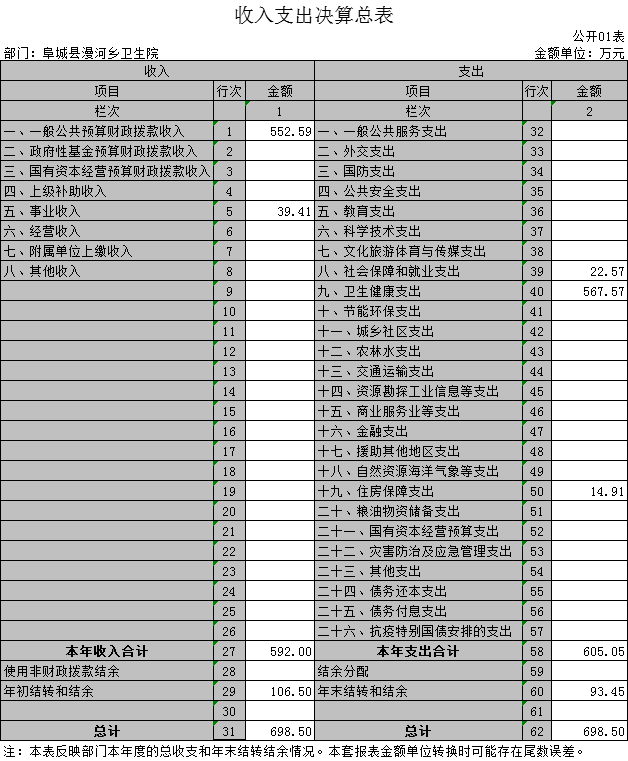 收入支出决算总表
公开01表
部门：阜城县漫河乡卫生院 金额单位：万元
收入 支出
项目 行次 金额 项目 行次 金额
栏次 1 栏次 2
一、一般公共预算财政拨款收入 1 552.59 一、一般公共服务支出 32
二、政府性基金预算财政拨款收入 2 二、外交支出 33
三、国有资本经营预算财政拨款收入 3 三、国防支出 34
四、上级补助收入 4 四、公共安全支出 35
五、事业收入 5 39.41 五、教育支出 36
六、经营收入 6 六、科学技术支出 37
七、附属单位上缴收入 7 七、文化旅游体育与传媒支出 38
八、其他收入 8 八、社会保障和就业支出 39 22.57
9 九、卫生健康支出 40 567.57
10 十、节能环保支出 41
11 十一、城乡社区支出 42
12 十二、农林水支出 43
13 十三、交通运输支出 44
14 十四、资源勘探工业信息等支出 45
15 十五、商业服务业等支出 46
16 十六、金融支出 47
17 十七、援助其他地区支出 48
18 十八、自然资源海洋气象等支出 49
19 十九、住房保障支出 50 14.91
20 二十、粮油物资储备支出 51
21 二十一、国有资本经营预算支出 52
22 二十二、灾害防治及应急管理支出 53
23 二十三、其他支出 54
24 二十四、债务还本支出 55
25 二十五、债务付息支出 56
26 二十六、抗疫特别国债安排的支出 57
本年收入合计 27 592.00 本年支出合计 58 605.05
使用非财政拨款结余 28 结余分配 59
年初结转和结余 29 106.50 年末结转和结余 60 93.45
30 61
总计 31 698.50 总计 62 698.50
注：本表反映部门本年度的总收支和年末结转结余情况。本套报表金额单位转换时可能存在尾数误差。